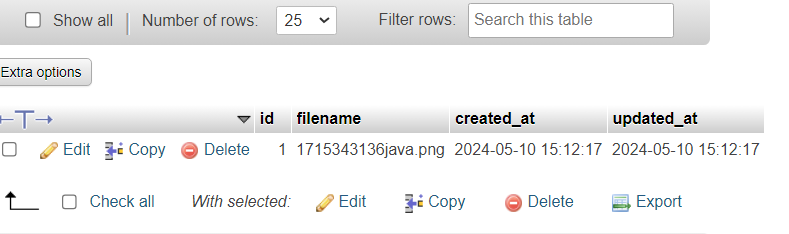 Show all Number of rows: 25 Filter rows: Search this table
Extra options
id filename created_at updated_at
Edit Copy Delete 1 1715343136java.png 2024-05-10 15:12:17 2024-05-10 15:12:17
Check all With selected: Edit Copy Delete Export